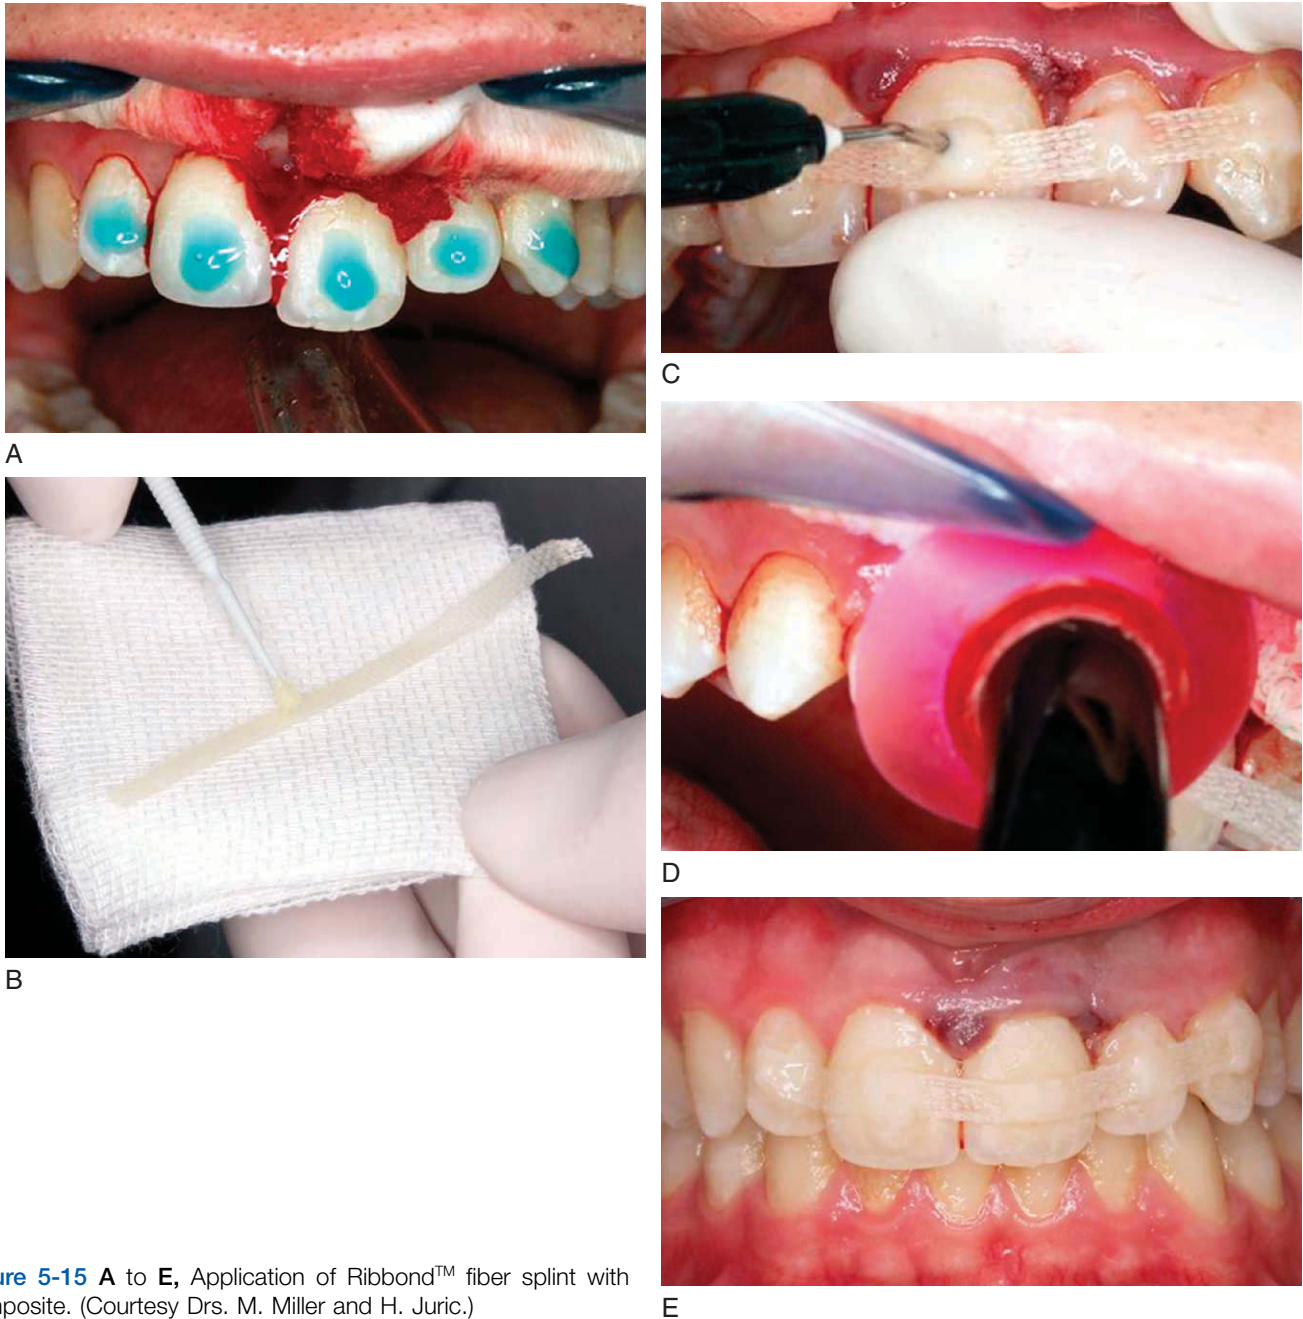 A
B
C
D
E
ure 5-15 A to E, Application of Ribbond™ fiber splint with
nposite. (Courtesy Drs. M. Miller and H. Juric.)